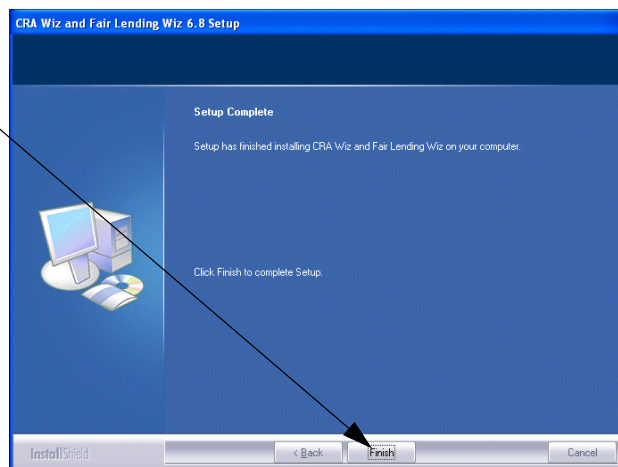 CRA Wiz and Fair Lending Wiz 6.8 Setup
Setup Complete
Setup has finished installing CRA Wiz and Fair Lending Wiz on your computer.
Click Finish to complete Setup.
InstallShield
< Back
Finish
Cancel